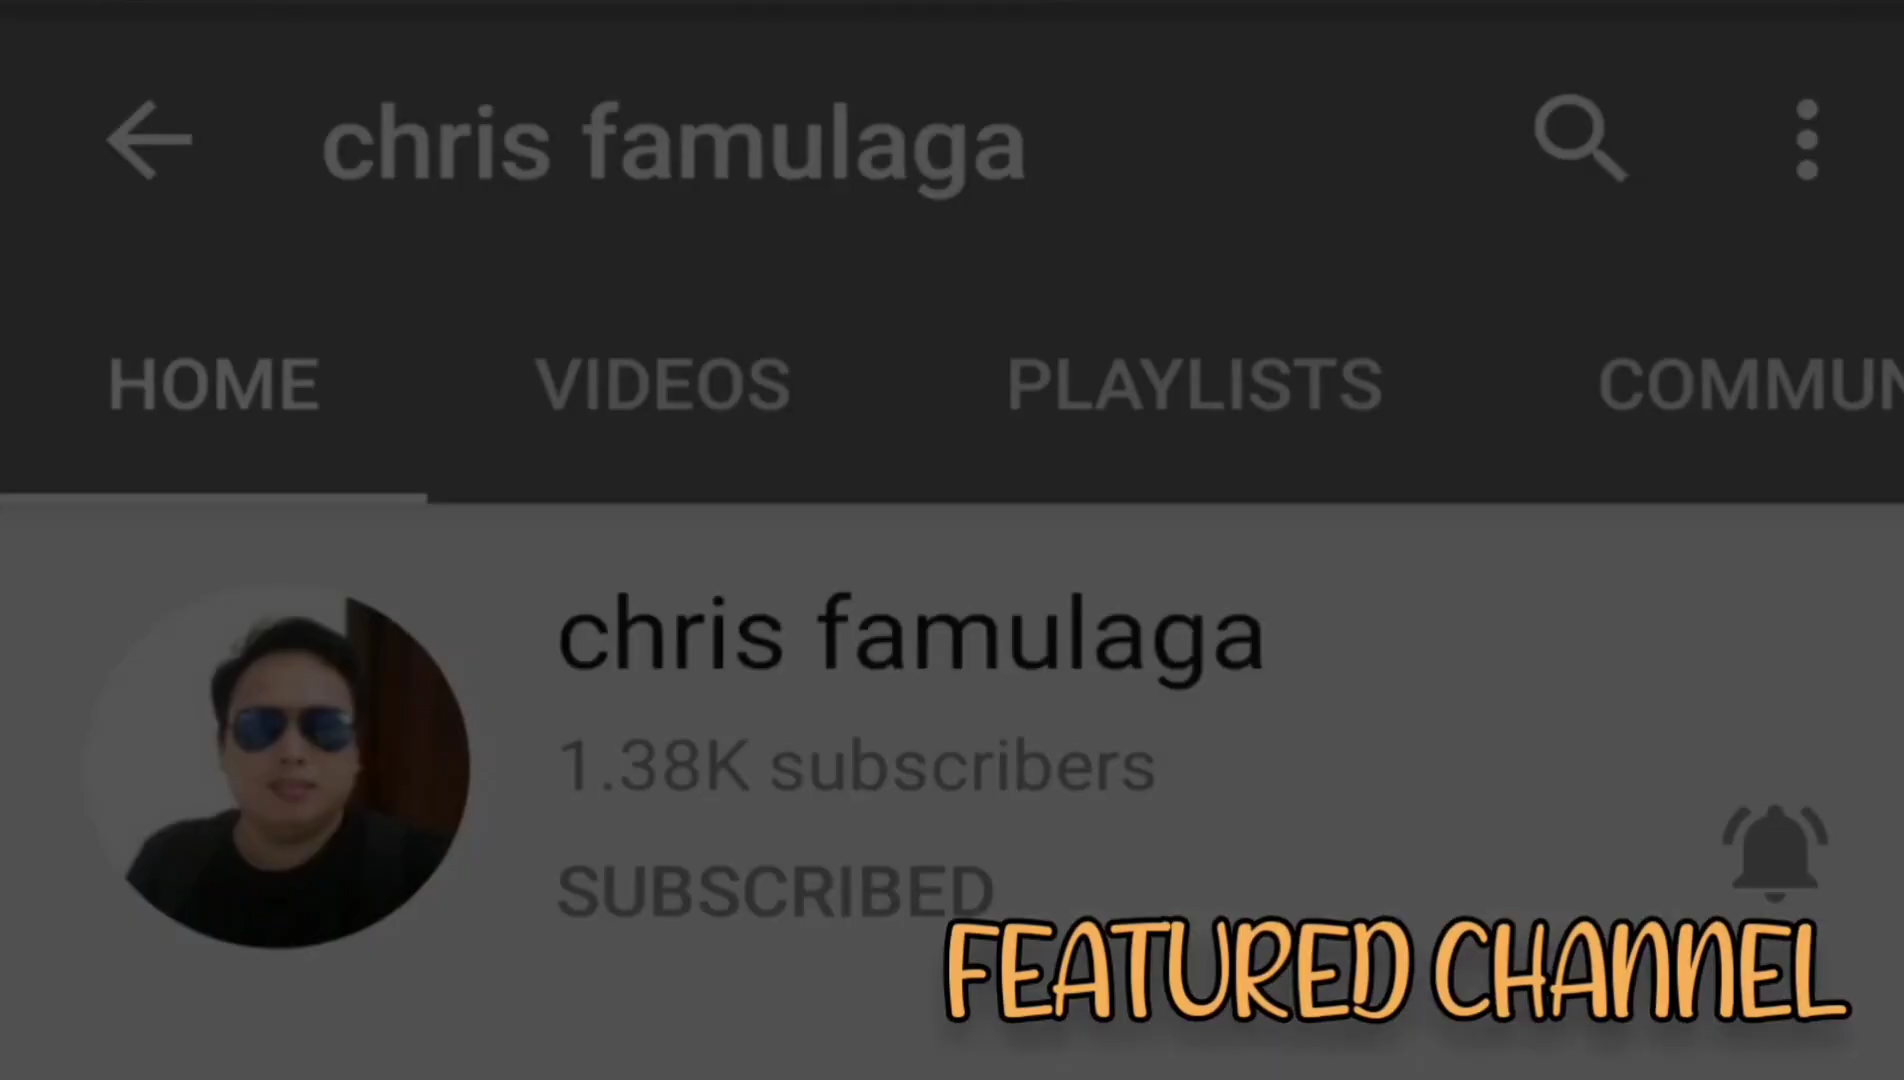 chris famulaga
HOME VIDEOS PLAYLISTS COMMUN
chris famulaga
1.38K subscribers
SUBSCRIBED
FEATURED CHANNEL